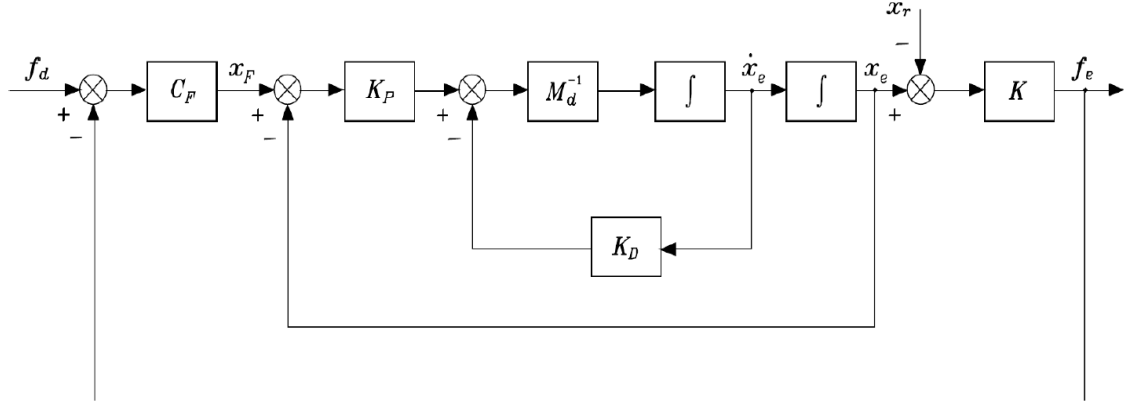 x_r
f_d + − C_F x_F + − K_P + − M_d^{-1} ∫ ẋ_e ∫ x_e + − K f_e
K_D